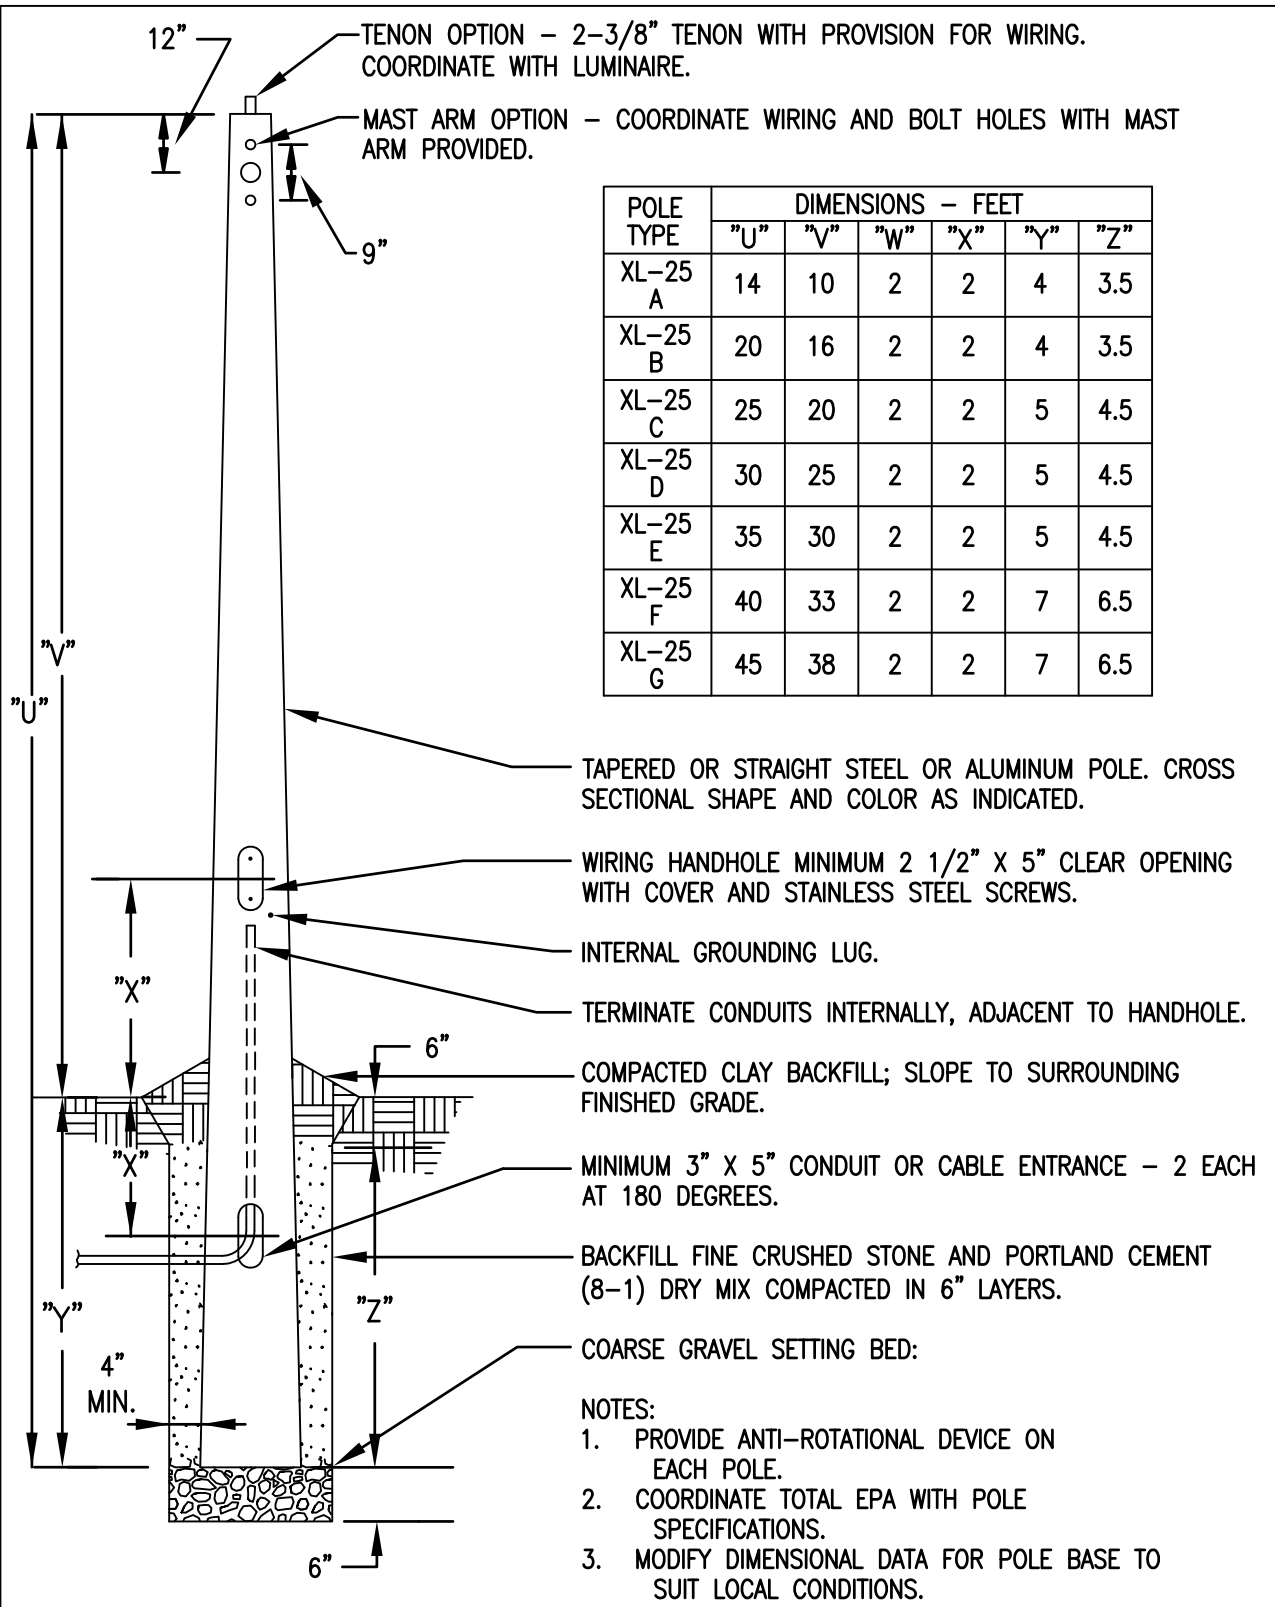 12”
TENON OPTION – 2–3/8” TENON WITH PROVISION FOR WIRING.
COORDINATE WITH LUMINAIRE.
MAST ARM OPTION – COORDINATE WIRING AND BOLT HOLES WITH MAST
ARM PROVIDED.
9”
POLE TYPE DIMENSIONS – FEET
”U” ”V” ”W” ”X” ”Y” ”Z”
XL–25 A 14 10 2 2 4 3.5
XL–25 B 20 16 2 2 4 3.5
XL–25 C 25 20 2 2 5 4.5
XL–25 D 30 25 2 2 5 4.5
XL–25 E 35 30 2 2 5 4.5
XL–25 F 40 33 2 2 7 6.5
XL–25 G 45 38 2 2 7 6.5
”V”
”U”
TAPERED OR STRAIGHT STEEL OR ALUMINUM POLE. CROSS
SECTIONAL SHAPE AND COLOR AS INDICATED.
WIRING HANDHOLE MINIMUM 2 1/2” X 5” CLEAR OPENING
WITH COVER AND STAINLESS STEEL SCREWS.
INTERNAL GROUNDING LUG.
”X”
TERMINATE CONDUITS INTERNALLY, ADJACENT TO HANDHOLE.
6”
COMPACTED CLAY BACKFILL; SLOPE TO SURROUNDING
FINISHED GRADE.
”X”
MINIMUM 3” X 5” CONDUIT OR CABLE ENTRANCE – 2 EACH
AT 180 DEGREES.
BACKFILL FINE CRUSHED STONE AND PORTLAND CEMENT
(8–1) DRY MIX COMPACTED IN 6” LAYERS.
”Y”
”Z”
4”
MIN.
COARSE GRAVEL SETTING BED:
NOTES:
1. PROVIDE ANTI–ROTATIONAL DEVICE ON
EACH POLE.
2. COORDINATE TOTAL EPA WITH POLE
SPECIFICATIONS.
3. MODIFY DIMENSIONAL DATA FOR POLE BASE TO
SUIT LOCAL CONDITIONS.
6”